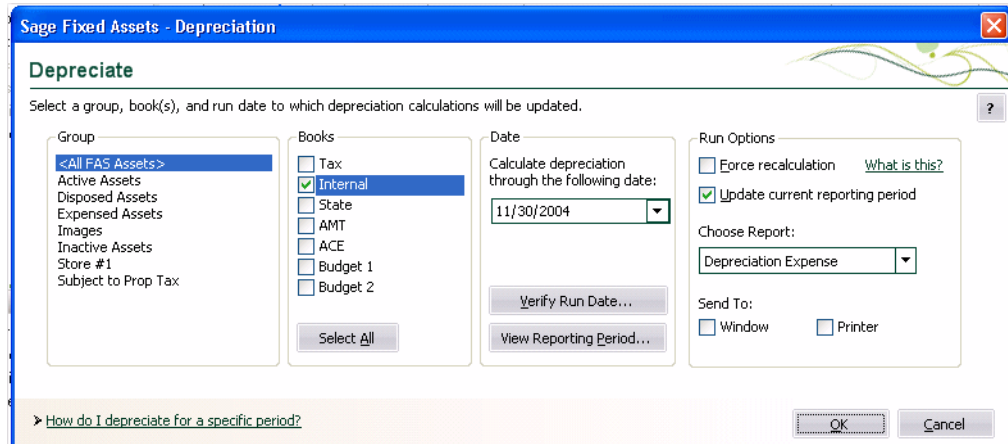 Sage Fixed Assets - Depreciation
Depreciate
Select a group, book(s), and run date to which depreciation calculations will be updated.
?
Group
<All FAS Assets>
Active Assets
Disposed Assets
Expensed Assets
Images
Inactive Assets
Store #1
Subject to Prop Tax
Books
Tax
Internal
State
AMT
ACE
Budget 1
Budget 2
Select All
Date
Calculate depreciation
through the following date:
11/30/2004
Verify Run Date...
View Reporting Period...
Run Options
Force recalculation What is this?
Update current reporting period
Choose Report:
Depreciation Expense
Send To:
Window Printer
How do I depreciate for a specific period?
OK Cancel